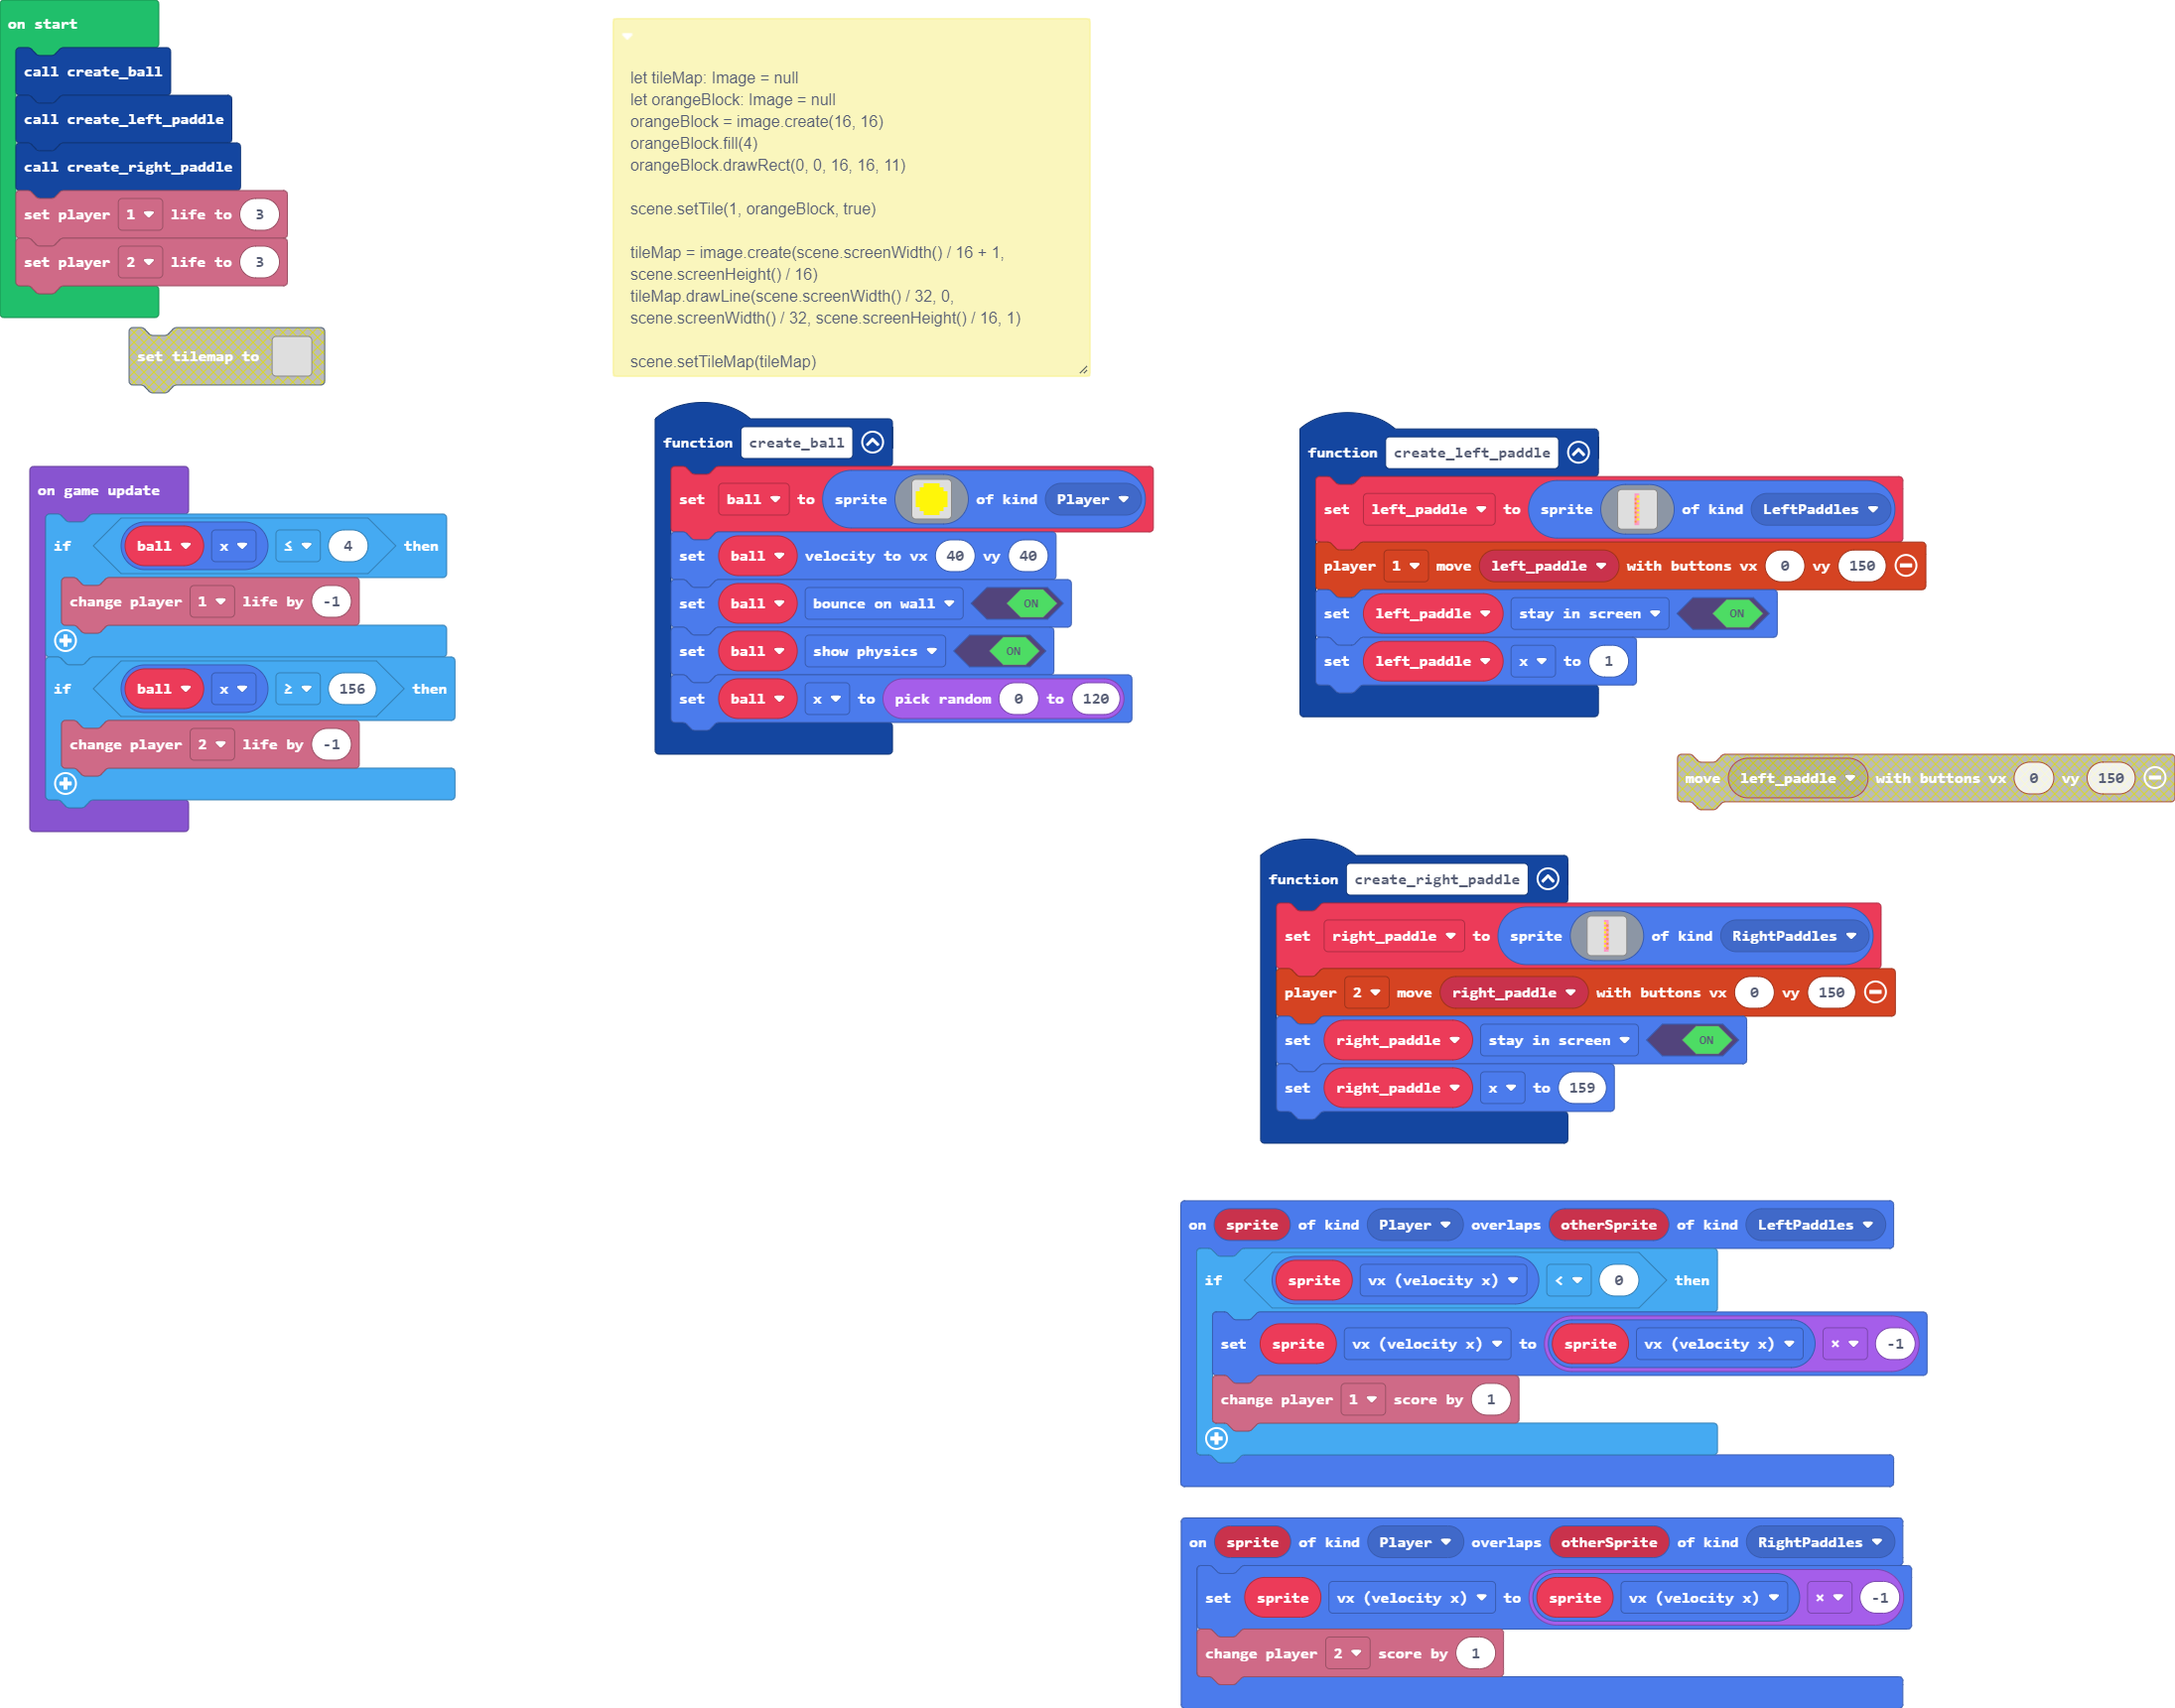 on start
call create_ball
call create_left_paddle
call create_right_paddle
set player 1 life to 3
set player 2 life to 3
set tilemap to
let tileMap: Image = null
let orangeBlock: Image = null
orangeBlock = image.create(16, 16)
orangeBlock.fill(4)
orangeBlock.drawRect(0, 0, 16, 16, 11)
scene.setTile(1, orangeBlock, true)
tileMap = image.create(scene.screenWidth() / 16 + 1,
scene.screenHeight() / 16)
tileMap.drawLine(scene.screenWidth() / 32, 0,
scene.screenWidth() / 32, scene.screenHeight() / 16, 1)
scene.setTileMap(tileMap)
on game update
if ball x ≤ 4 then
change player 1 life by -1
if ball x ≥ 156 then
change player 2 life by -1
function create_ball
set ball to sprite of kind Player
set ball velocity to vx 40 vy 40
set ball bounce on wall ON
set ball show physics ON
set ball x to pick random 0 to 120
function create_left_paddle
set left_paddle to sprite of kind LeftPaddles
player 1 move left_paddle with buttons vx 0 vy 150
set left_paddle stay in screen ON
set left_paddle x to 1
move left_paddle with buttons vx 0 vy 150
function create_right_paddle
set right_paddle to sprite of kind RightPaddles
player 2 move right_paddle with buttons vx 0 vy 150
set right_paddle stay in screen ON
set right_paddle x to 159
on sprite of kind Player overlaps otherSprite of kind LeftPaddles
if sprite vx (velocity x) < 0 then
set sprite vx (velocity x) to sprite vx (velocity x) × -1
change player 1 score by 1
on sprite of kind Player overlaps otherSprite of kind RightPaddles
set sprite vx (velocity x) to sprite vx (velocity x) × -1
change player 2 score by 1